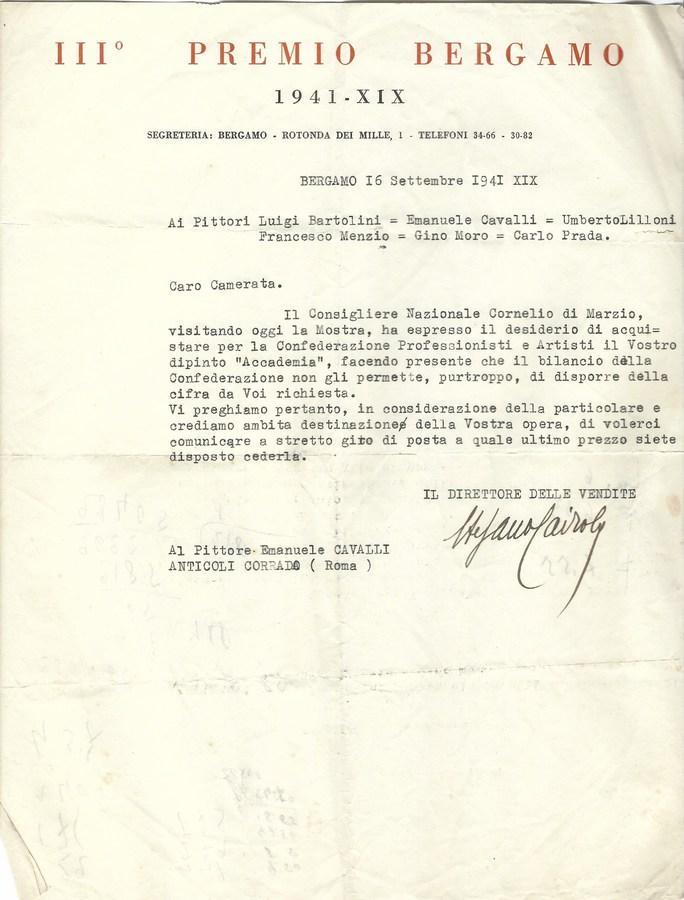 IIIº PREMIO BERGAMO
1941-XIX
SEGRETERIA: BERGAMO - ROTONDA DEI MILLE, 1 - TELEFONI 34-66 - 30-82
BERGAMO I6 Settembre I94I XIX
Ai Pittori Luigi Bartolini = Emanuele Cavalli = UmbertoLilloni
Francesco Menzio = Gino Moro = Carlo Prada.
Caro Camerata.
Il Consigliere Nazionale Cornelio di Marzio,
visitando oggi la Mostra, ha espresso il desiderio di acqui=
stare per la Confederazione Professionisti e Artisti il Vostro
dipinto "Accademia", facendo presente che il bilancio della
Confederazione non gli permette, purtroppo, di disporre della
cifra da Voi richiesta.
Vi preghiamo pertanto, in considerazione della particolare e
crediamo ambita destinazione della Vostra opera, di volerci
comunicare a stretto giro di posta a quale ultimo prezzo siete
disposto cederla.
IL DIRETTORE DELLE VENDITE
Stefano Cairoly
Al Pittore Emanuele CAVALLI
ANTICOLI CORRADO ( Roma )